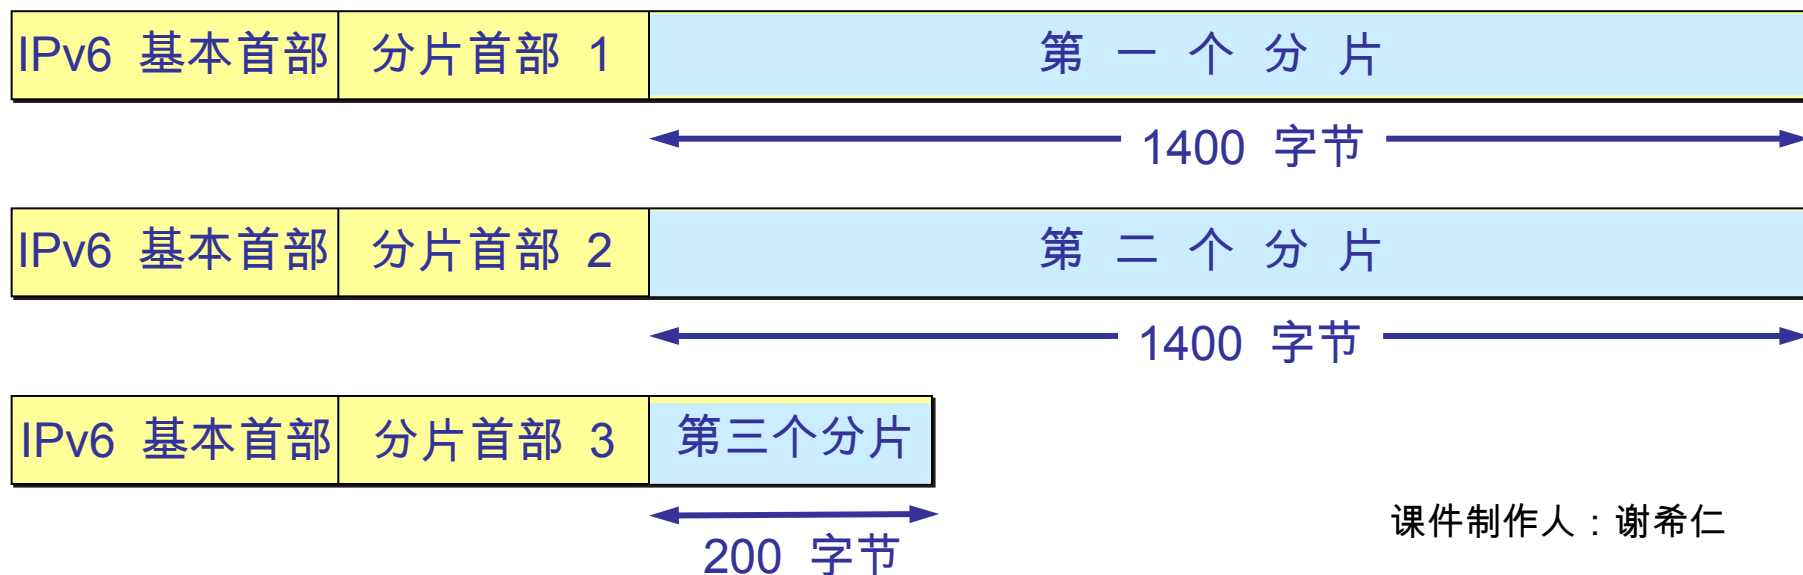 IPv6 基本首部 分片首部 1 第 一 个 分 片
1400 字节
IPv6 基本首部 分片首部 2 第 二 个 分 片
1400 字节
IPv6 基本首部 分片首部 3 第三个分片
200 字节
课件制作人：谢希仁